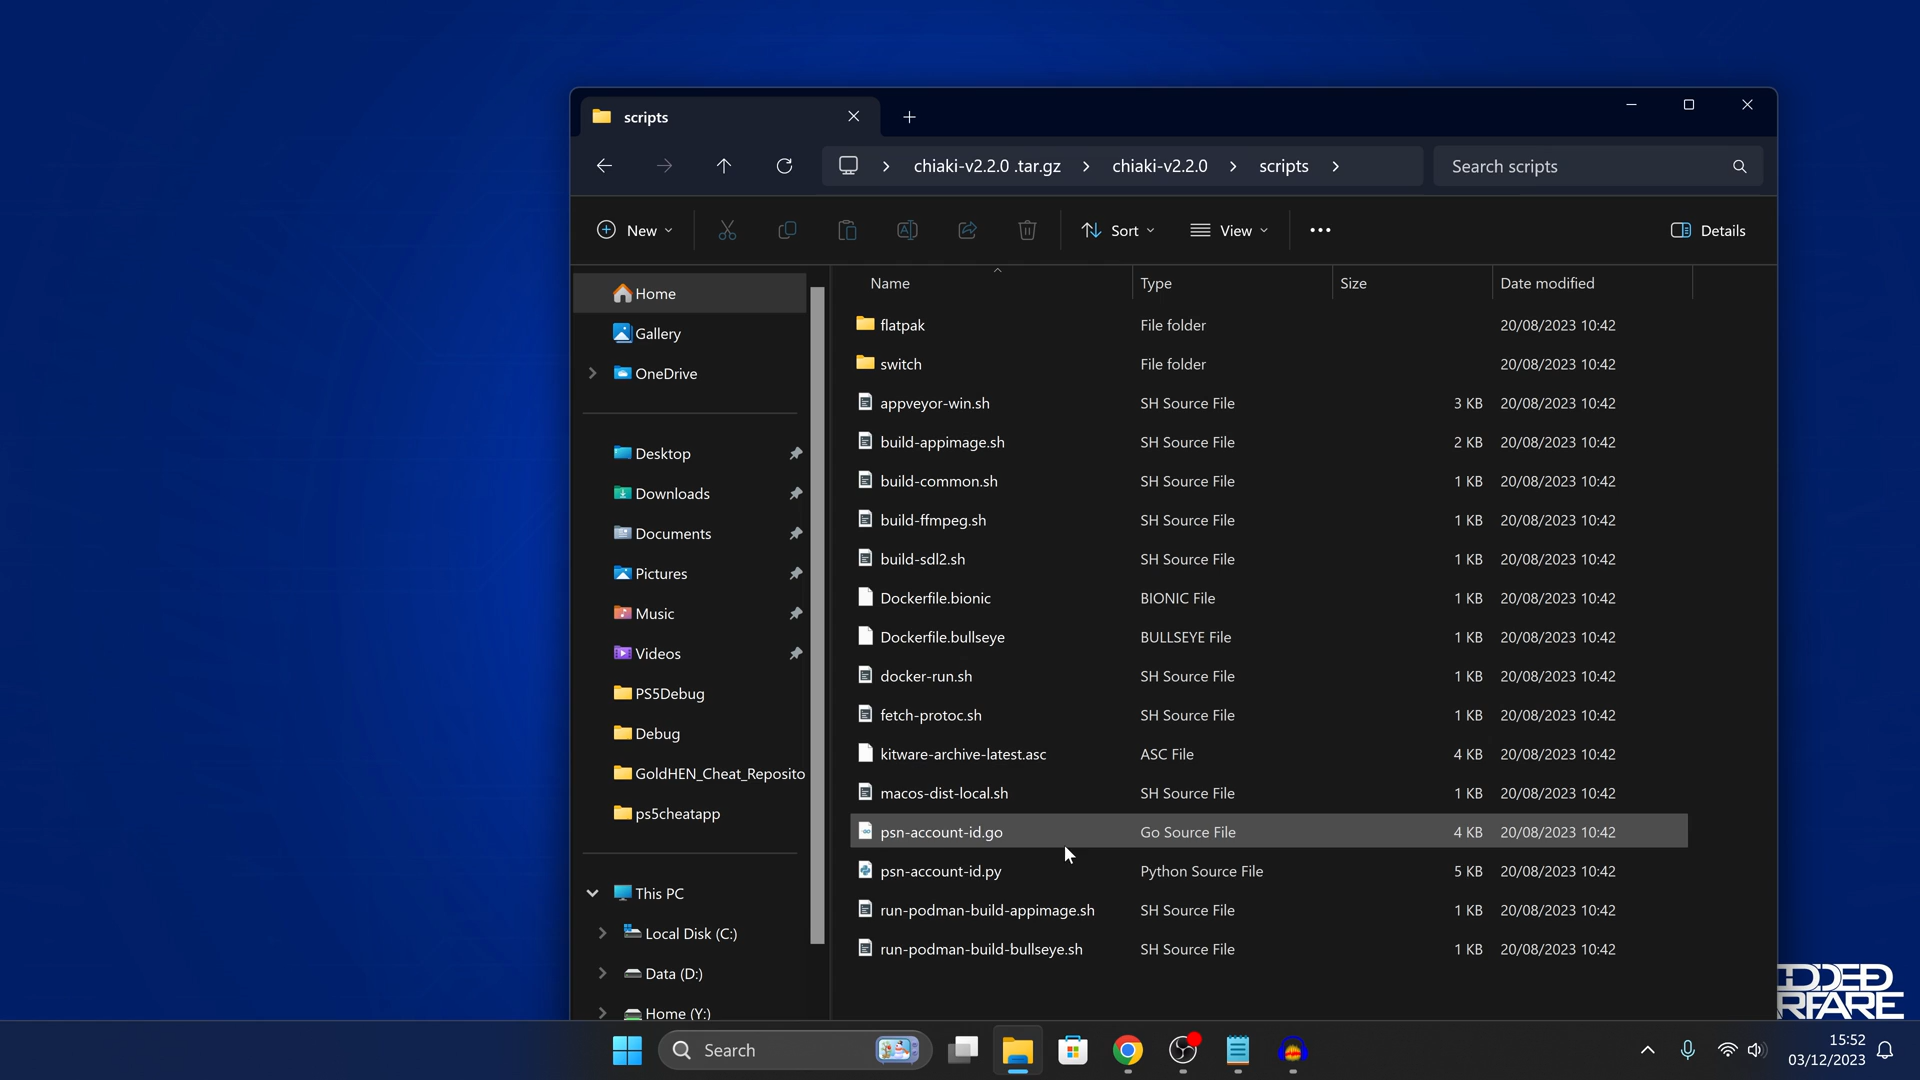 scripts
chiaki-v2.2.0 .tar.gz
chiaki-v2.2.0
scripts
Search scripts
New
Sort
View
Details
Name Type Size Date modified
Home
Gallery
OneDrive
Desktop
Downloads
Documents
Pictures
Music
Videos
PS5Debug
Debug
GoldHEN_Cheat_Reposito
ps5cheatapp
This PC
Local Disk (C:)
Data (D:)
Home (Y:)
flatpak File folder 20/08/2023 10:42
switch File folder 20/08/2023 10:42
appveyor-win.sh SH Source File 3 KB 20/08/2023 10:42
build-appimage.sh SH Source File 2 KB 20/08/2023 10:42
build-common.sh SH Source File 1 KB 20/08/2023 10:42
build-ffmpeg.sh SH Source File 1 KB 20/08/2023 10:42
build-sdl2.sh SH Source File 1 KB 20/08/2023 10:42
Dockerfile.bionic BIONIC File 1 KB 20/08/2023 10:42
Dockerfile.bullseye BULLSEYE File 1 KB 20/08/2023 10:42
docker-run.sh SH Source File 1 KB 20/08/2023 10:42
fetch-protoc.sh SH Source File 1 KB 20/08/2023 10:42
kitware-archive-latest.asc ASC File 4 KB 20/08/2023 10:42
macos-dist-local.sh SH Source File 1 KB 20/08/2023 10:42
psn-account-id.go Go Source File 4 KB 20/08/2023 10:42
psn-account-id.py Python Source File 5 KB 20/08/2023 10:42
run-podman-build-appimage.sh SH Source File 1 KB 20/08/2023 10:42
run-podman-build-bullseye.sh SH Source File 1 KB 20/08/2023 10:42
Search
15:52
03/12/2023